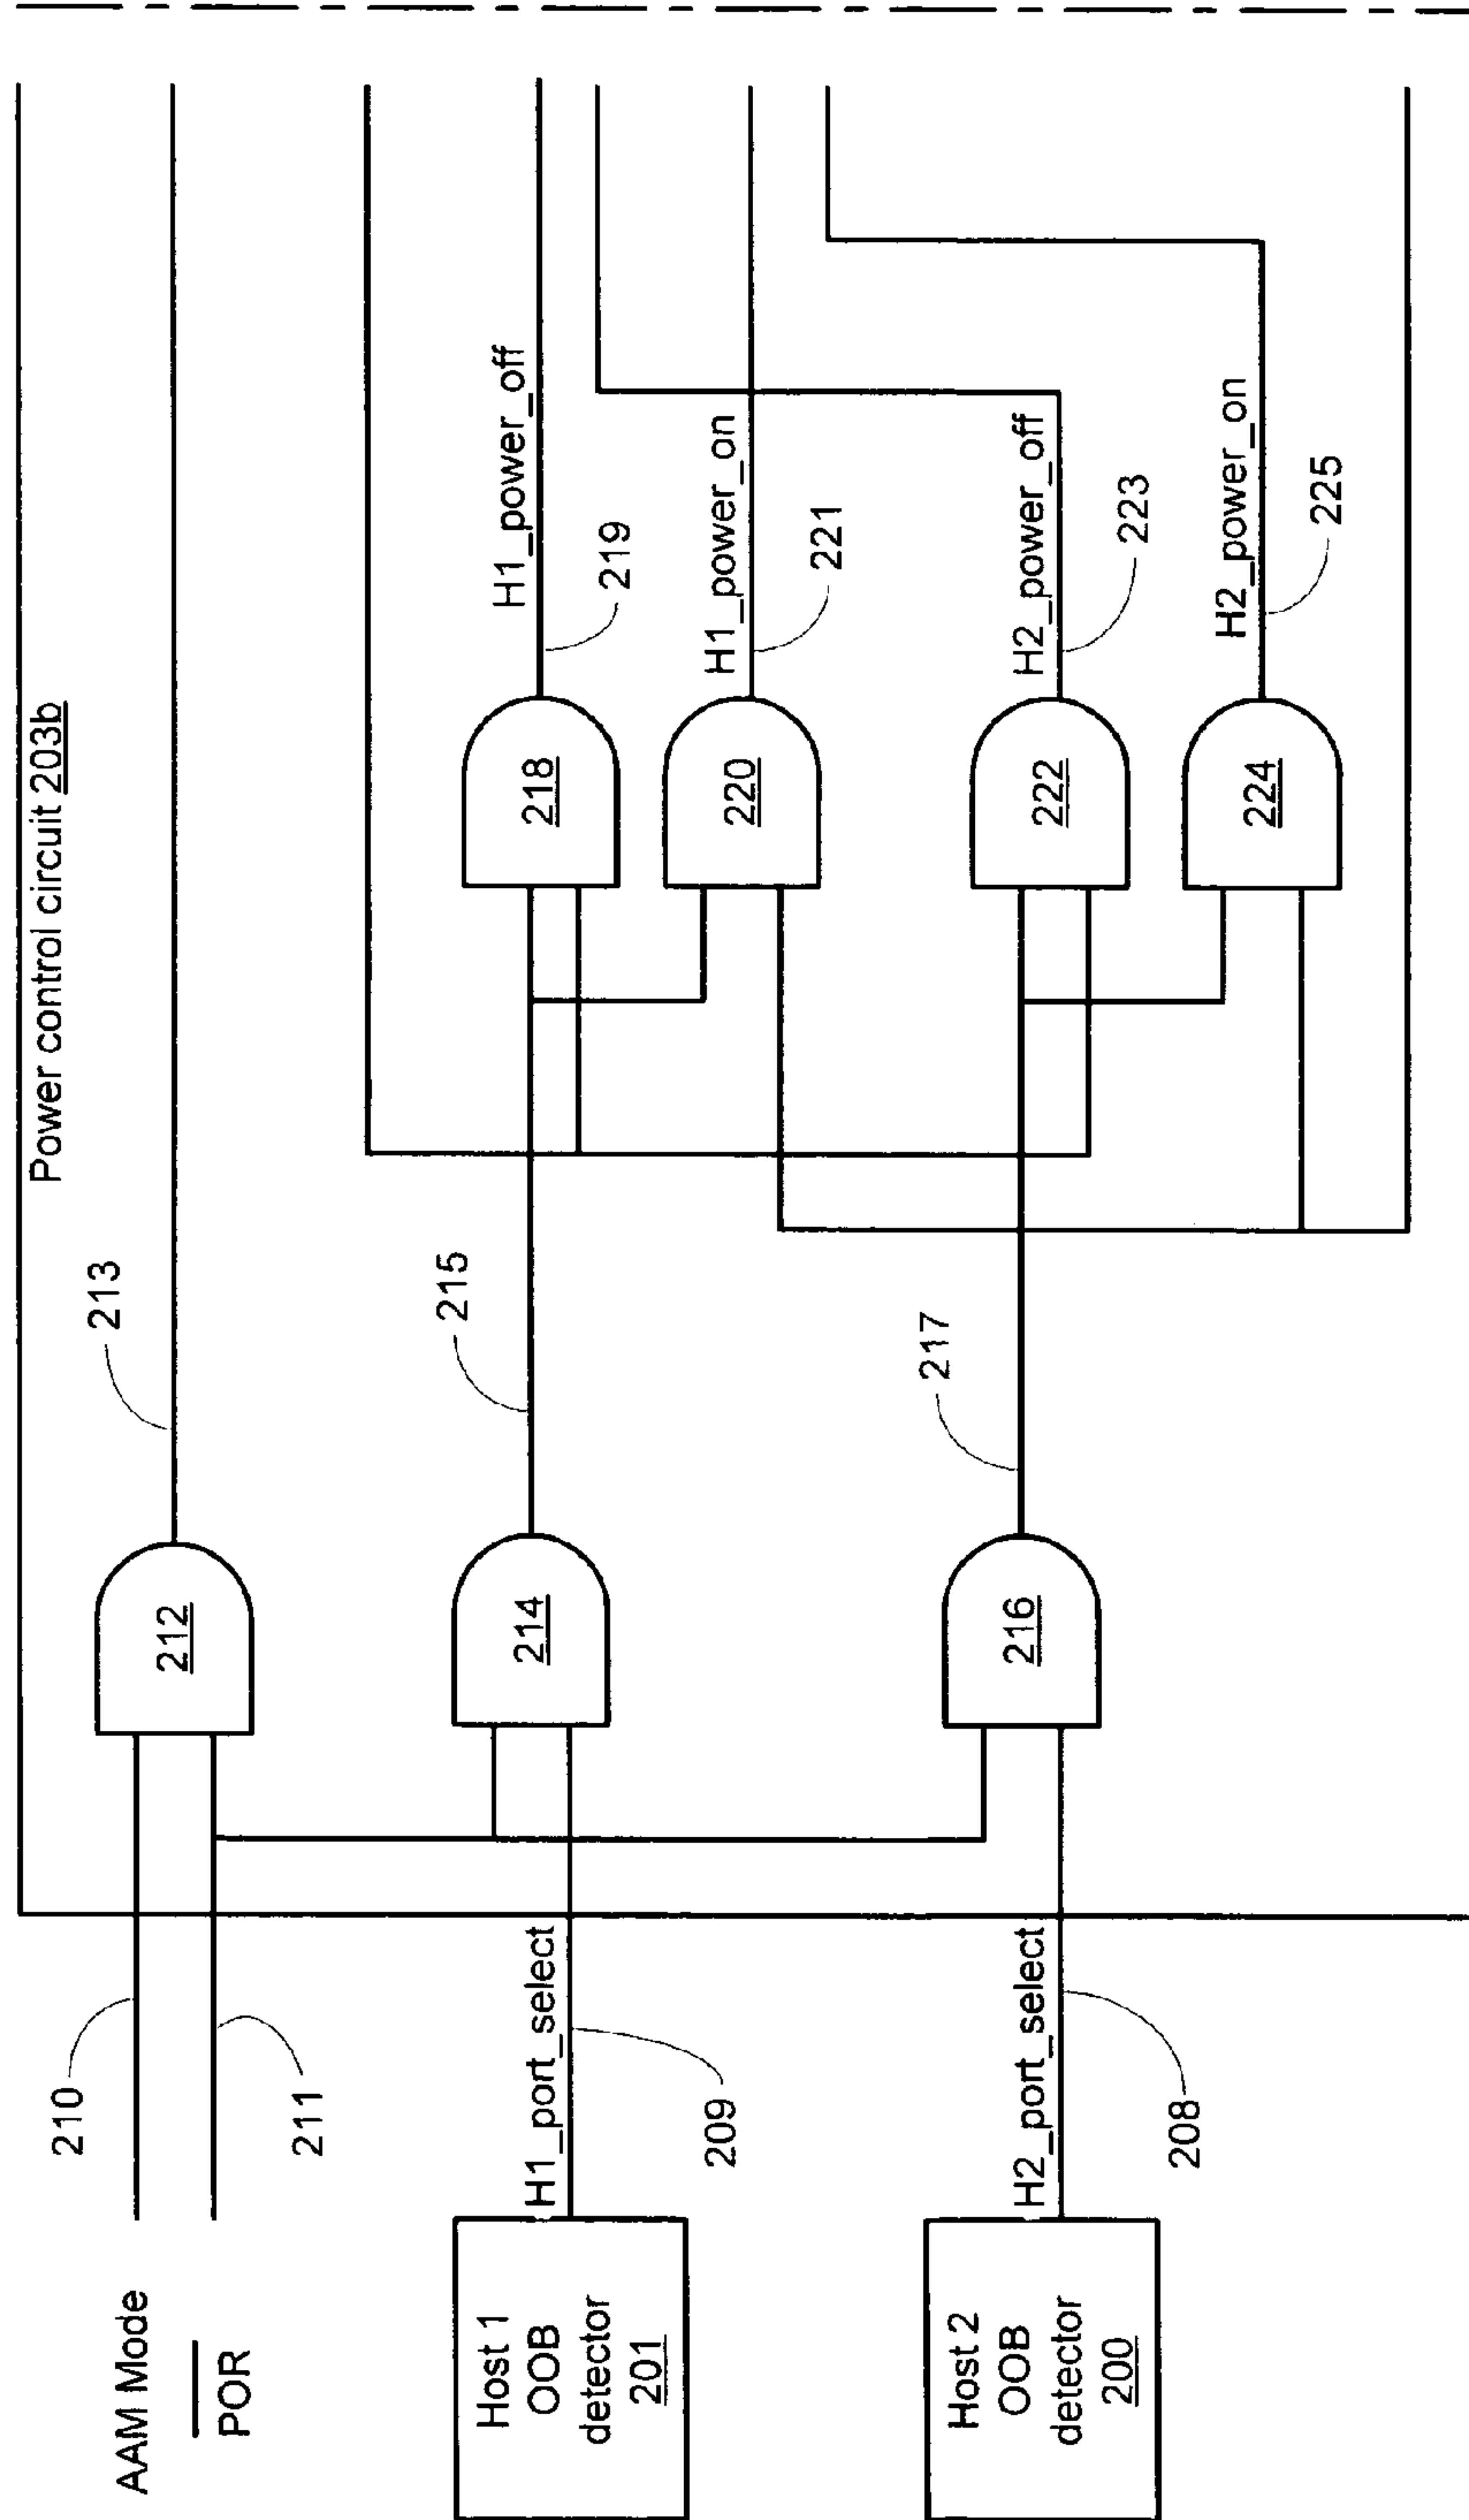 Power control circuit 203b
AAM Mode
POR
210
211
212
213
Host 1
OOB
detector
201
H1_port_select
209
214
215
218
H1_power_off
219
220
H1_power_on
221
Host 2
OOB
detector
200
H2_port_select
208
216
217
222
H2_power_off
223
224
H2_power_on
225